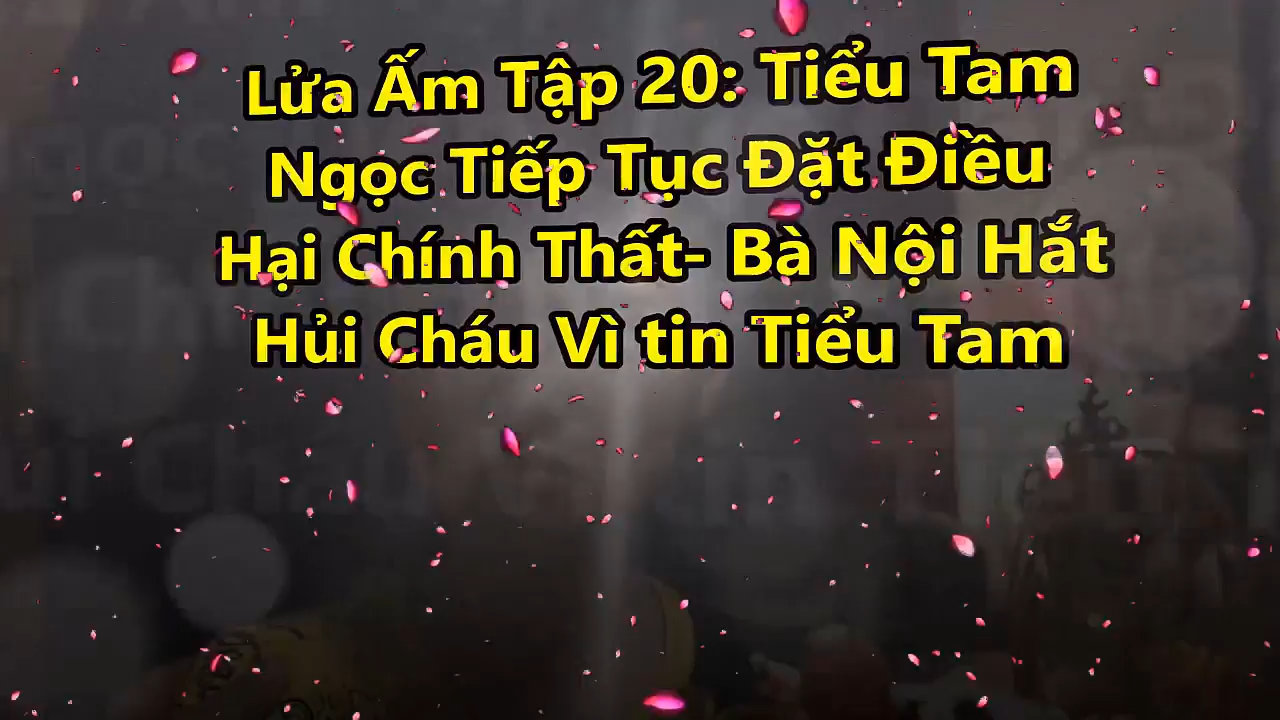 Lửa Ấm Tập 20: Tiểu Tam
Ngọc Tiếp Tục Đặt Điều
Hại Chính Thất- Bà Nội Hắt
Hủi Cháu Vì tin Tiểu Tam